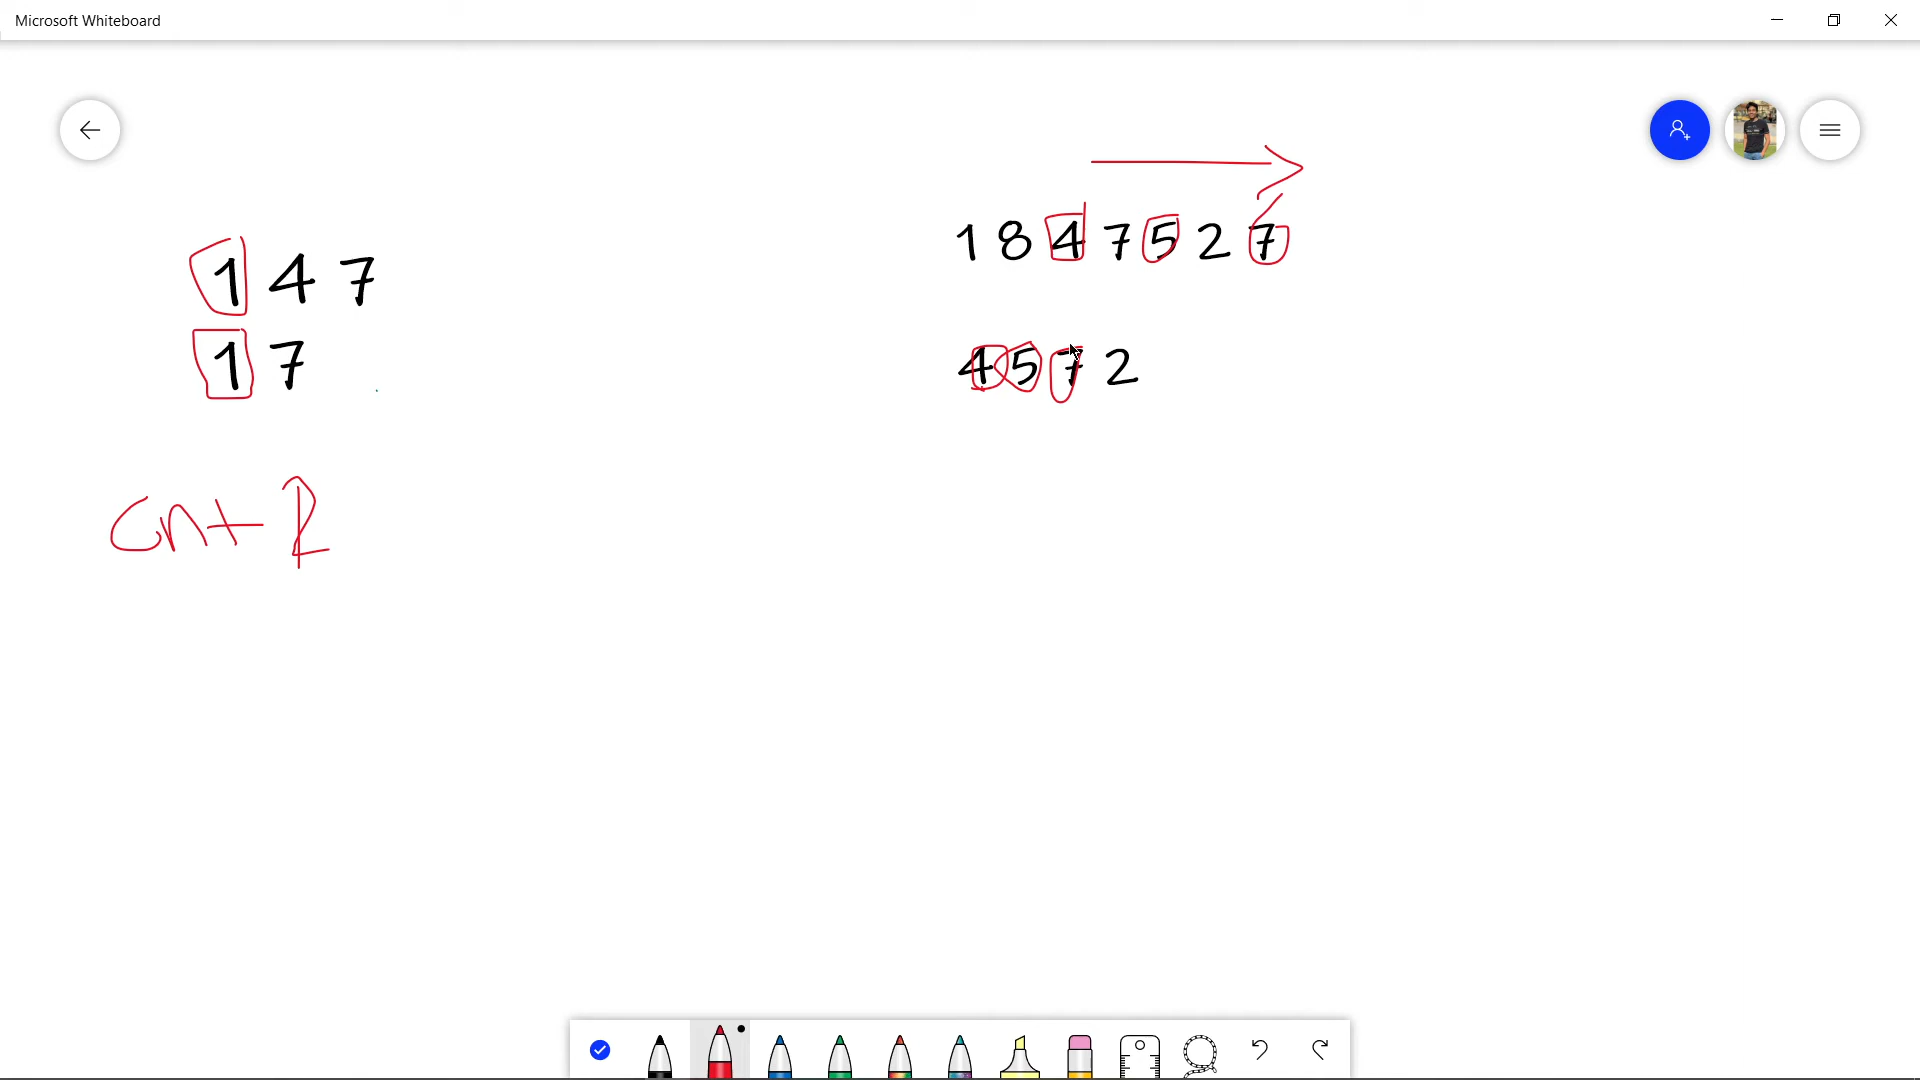 Microsoft Whiteboard
1 4 7
1 7
cnt 2
1 8 4 7 5 2 7
4 5 7 2